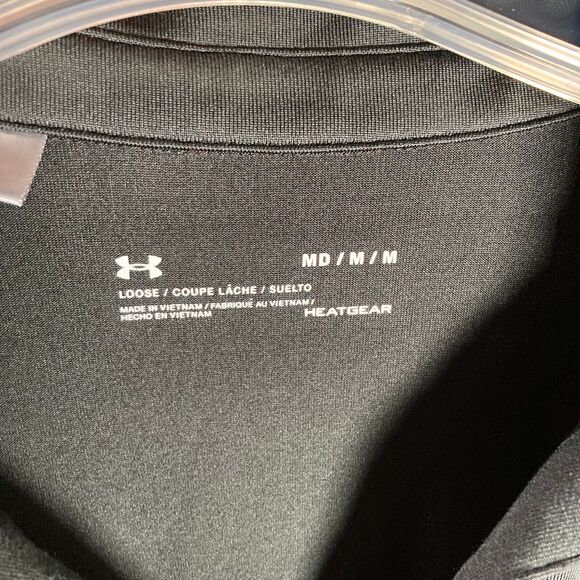 MD / M / M
LOOSE / COUPE LÂCHE / SUELTO
MADE IN VIETNAM / FABRIQUÉ AU VIETNAM /
HECHO EN VIETNAM
HEATGEAR